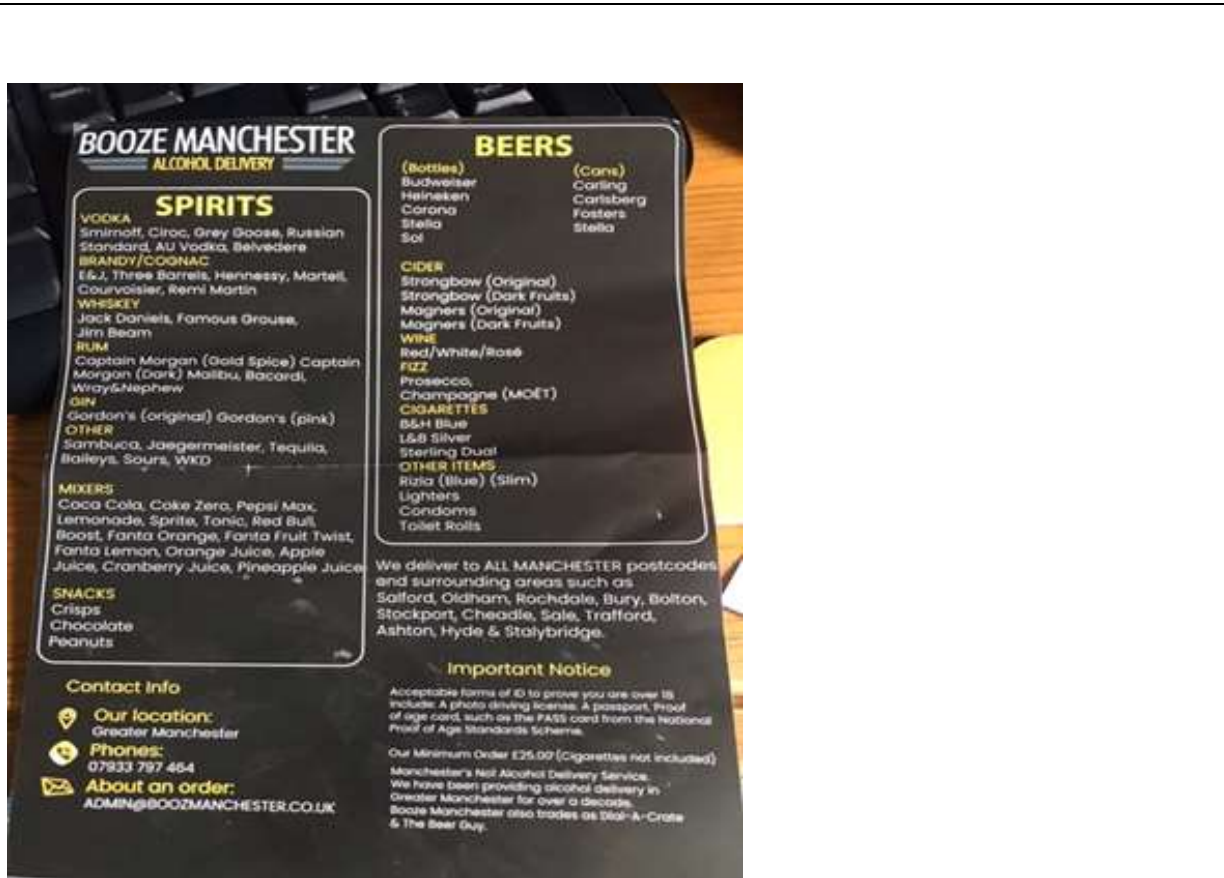 BOOZE MANCHESTER
ALCOHOL DELIVERY
SPIRITS
VODKA
Smirnoff, Ciroc, Grey Goose, Russian
Standard, AU Vodka, Belvedere
BRANDY/COGNAC
E&J, Three Barrels, Hennessy, Martell,
Courvoisier, Remi Martin
WHISKEY
Jack Daniels, Famous Grouse,
Jim Beam
RUM
Captain Morgan (Gold Spice) Captain
Morgan (Dark) Malibu, Bacardi,
Wray&Nephew
GIN
Gordon's (original) Gordon's (pink)
OTHER
Sambuca, Jaegermeister, Tequila,
Baileys, Sours, WKD
MIXERS
Coca Cola, Coke Zero, Pepsi Max,
Lemonade, Sprite, Tonic, Red Bull,
Boost, Fanta Orange, Fanta Fruit Twist,
Fanta Lemon, Orange Juice, Apple
Juice, Cranberry Juice, Pineapple Juice
SNACKS
Crisps
Chocolate
Peanuts
Contact Info
Our location:
Greater Manchester
Phones:
07933 797 464
About an order:
ADMIN@BOOZMANCHESTER.CO.UK
BEERS
(Bottles)
Budweiser
Heineken
Corona
Stella
Sol
(Cans)
Carling
Carlsberg
Fosters
Stella
CIDER
Strongbow (Original)
Strongbow (Dark Fruits)
Magners (Original)
Magners (Dark Fruits)
WINE
Red/White/Rosé
FIZZ
Prosecco,
Champagne (MOËT)
CIGARETTES
B&H Blue
L&B Silver
Sterling Dual
OTHER ITEMS
Rizla (Blue) (Slim)
Lighters
Condoms
Toilet Rolls
We deliver to ALL MANCHESTER postcodes
and surrounding areas such as
Salford, Oldham, Rochdale, Bury, Bolton,
Stockport, Cheadle, Sale, Trafford,
Ashton, Hyde & Stalybridge.
Important Notice
Acceptable forms of ID to prove you are over 18
include: A photo driving license. A passport. Proof
of age card, such as the PASS card from the National
Proof of Age Standards Scheme.
Our Minimum Order £25.00 (Cigarettes not included)
Manchester's No1 Alcohol Delivery Service.
We have been providing alcohol delivery in
Greater Manchester for over a decade.
Booze Manchester also trades as Dial-A-Crate
& The Beer Guy.